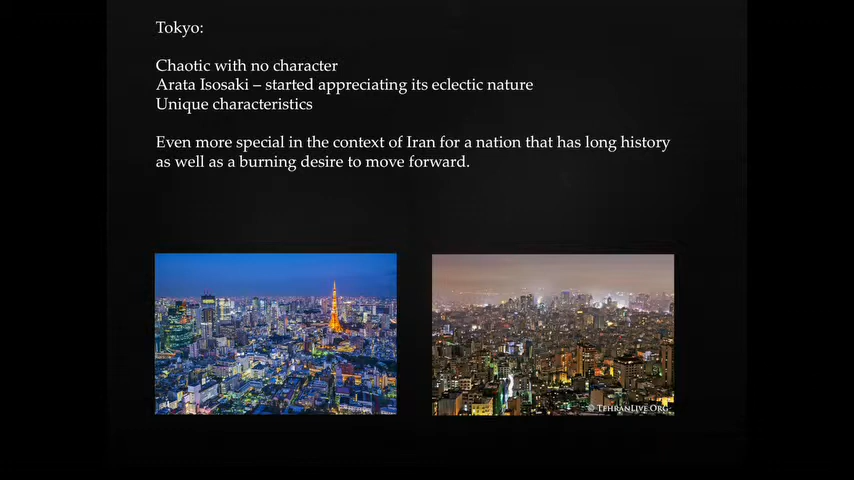 Tokyo:
Chaotic with no character
Arata Isosaki – started appreciating its eclectic nature
Unique characteristics
Even more special in the context of Iran for a nation that has long history
as well as a burning desire to move forward.
© TehranLive.Org